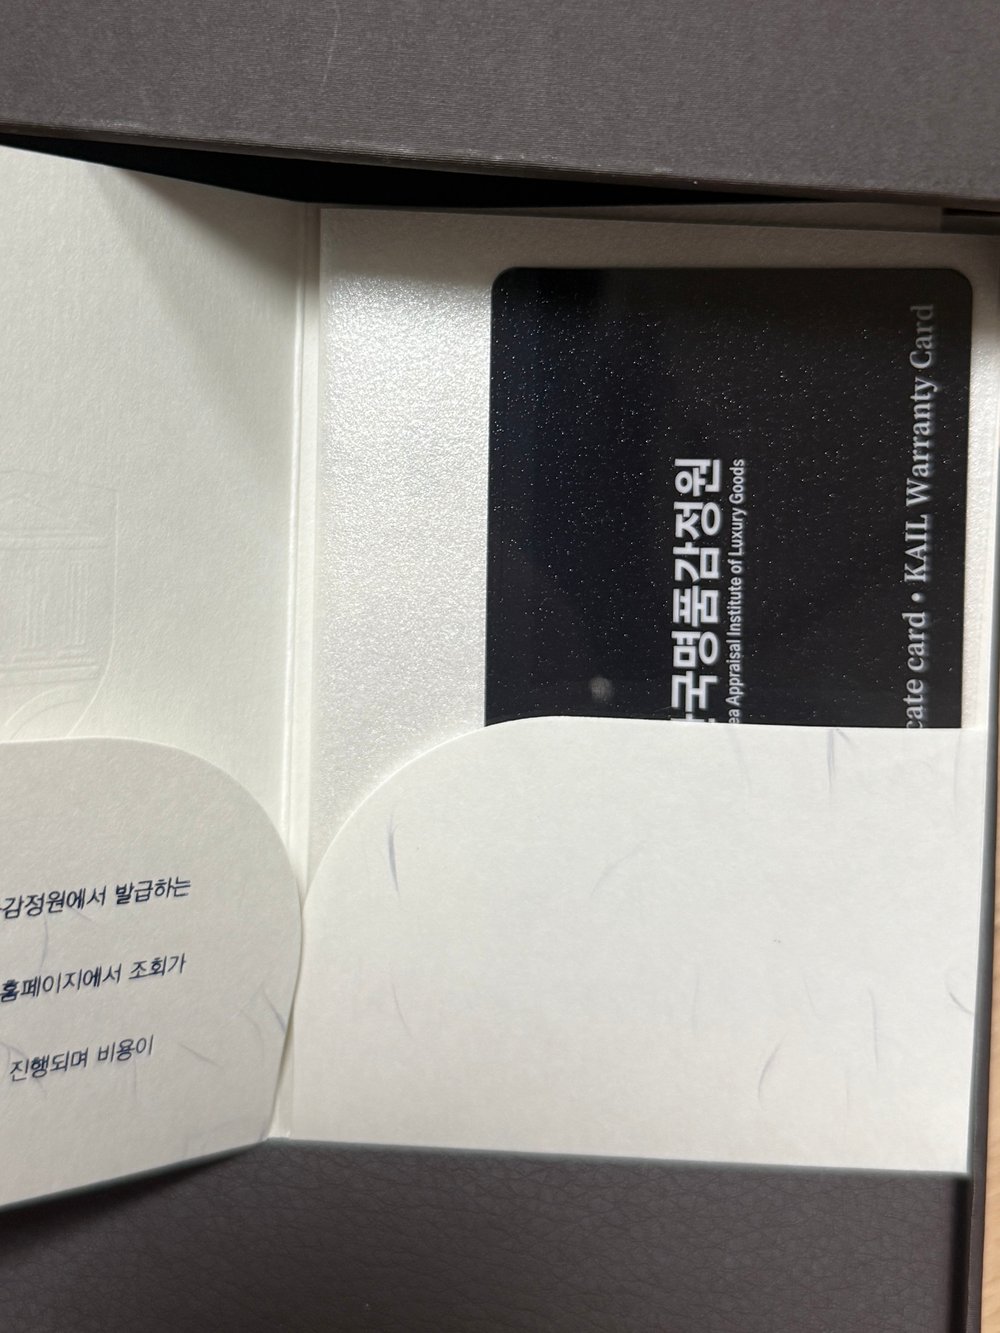 감정원에서 발급하는
홈페이지에서 조회가
진행되며 비용이
국명품감정원
ea Appraisal Institute of Luxury Goods
cate card • KAIL Warranty Card